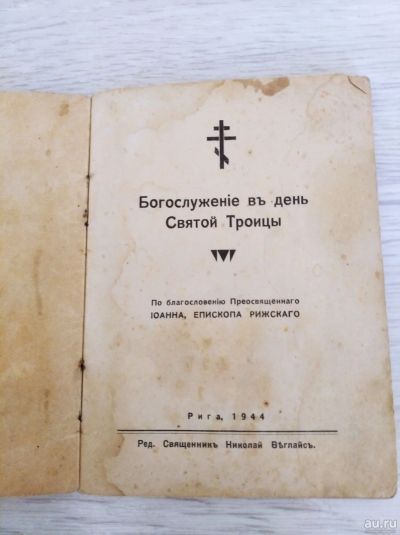 Богослуженіе въ день
Святой Троицы
По благословенію Преосвященнаго
ІОАННА, ЕПИСКОПА РИЖСКАГО
Рига, 1944
Ред. Священникъ Николай Вѣглайсъ.
au.ru